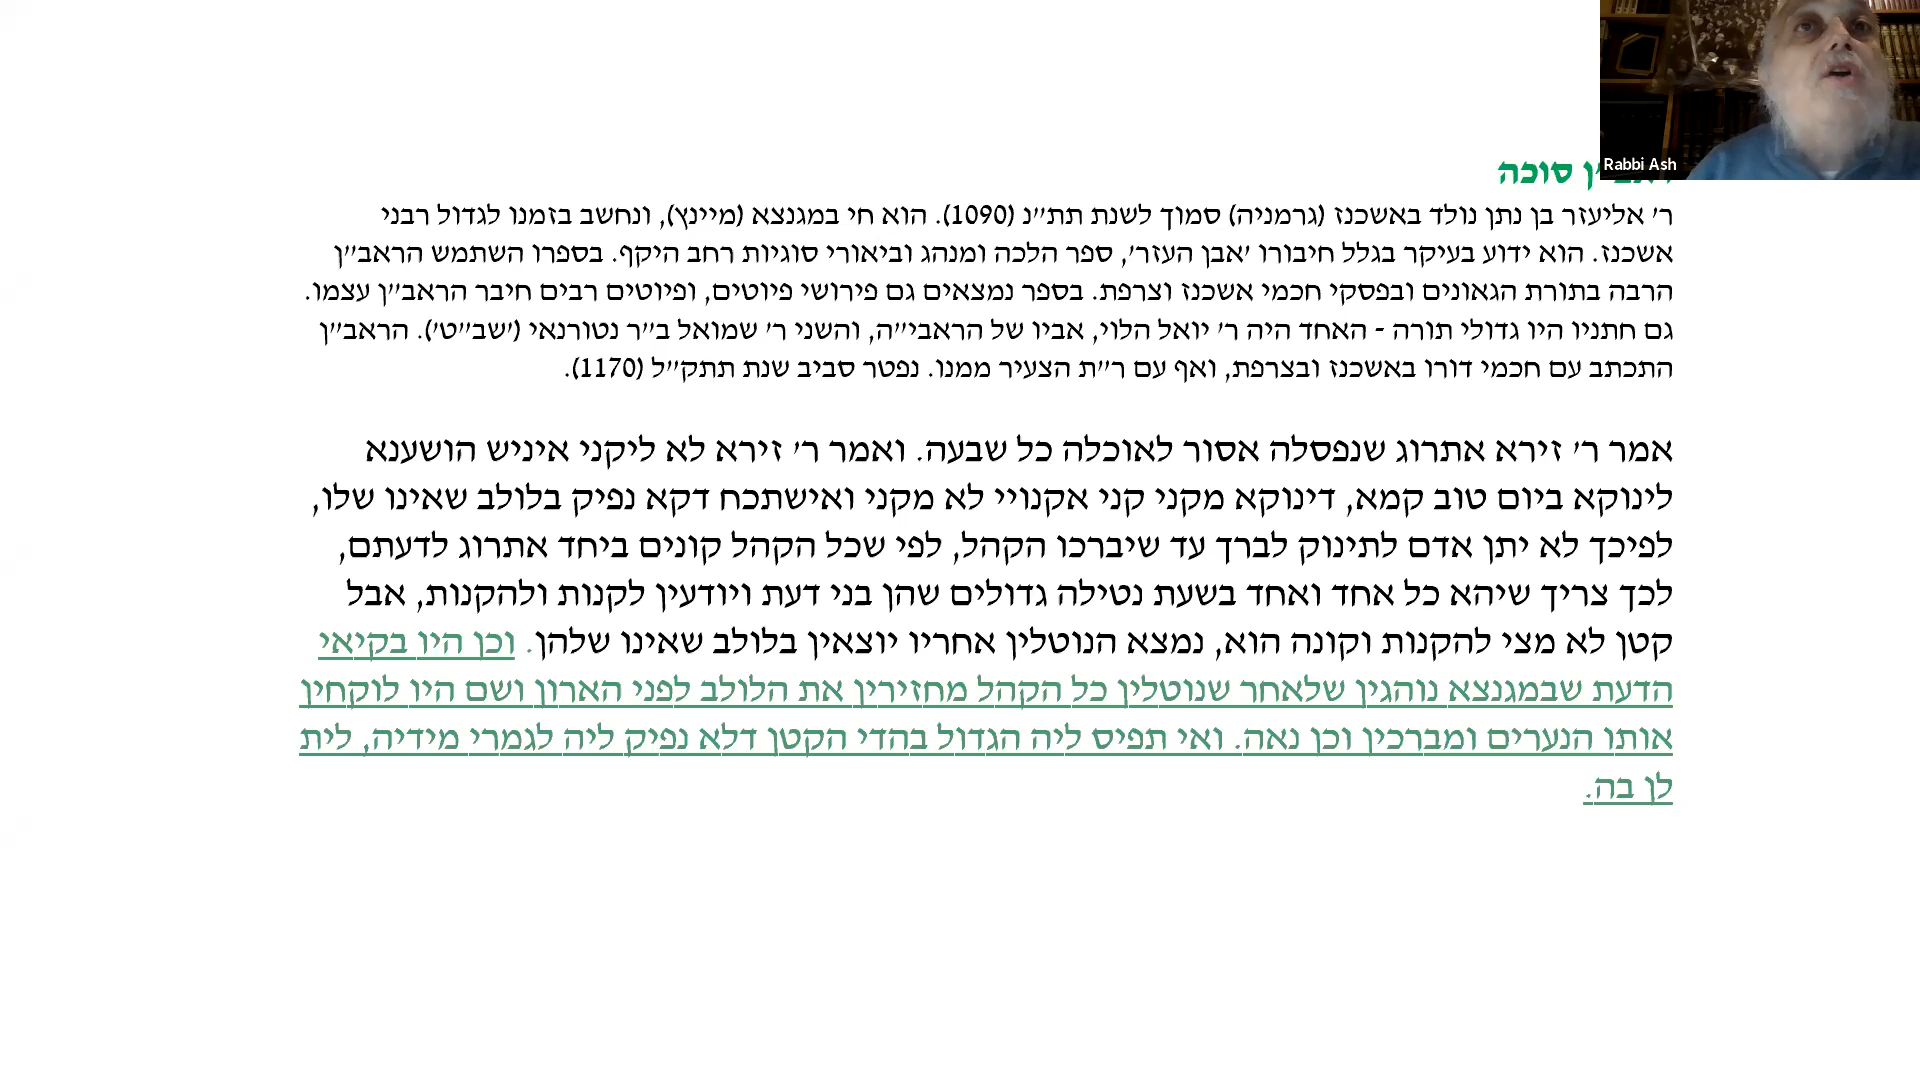 Rabbi Ash
סוכה
ר' אליעזר בן נתן נולד באשכנז (גרמניה) סמוך לשנת תת"נ (1090). הוא חי במגנצא (מיינץ), ונחשב בזמנו לגדול רבני
אשכנז. הוא ידוע בעיקר בגלל חיבורו 'אבן העזר', ספר הלכה ומנהג וביאורי סוגיות רחב היקף. בספרו השתמש הראב"ן
הרבה בתורת הגאונים ובפסקי חכמי אשכנז וצרפת. בספר נמצאים גם פירושי פיוטים, ופיוטים רבים חיבר הראב"ן עצמו.
גם חתניו היו גדולי תורה - האחד היה ר' יואל הלוי, אביו של הראבי"ה, והשני ר' שמואל ב"ר נטורנאי ('שב"ט'). הראב"ן
התכתב עם חכמי דורו באשכנז ובצרפת, ואף עם ר"ת הצעיר ממנו. נפטר סביב שנת תתק"ל (1170).
אמר ר' זירא אתרוג שנפסלה אסור לאוכלה כל שבעה. ואמר ר' זירא לא ליקני איניש הושענא
לינוקא ביום טוב קמא, דינוקא מקני קני אקנויי לא מקני ואישתכח דקא נפיק בלולב שאינו שלו,
לפיכך לא יתן אדם לתינוק לברך עד שיברכו הקהל, לפי שכל הקהל קונים ביחד אתרוג לדעתם,
לכך צריך שיהא כל אחד ואחד בשעת נטילה גדולים שהן בני דעת ויודעין לקנות ולהקנות, אבל
קטן לא מצי להקנות וקונה הוא, נמצא הנוטלין אחריו יוצאין בלולב שאינו שלהן. וכן היו בקיאי
הדעת שבמגנצא נוהגין שלאחר שנוטלין כל הקהל מחזירין את הלולב לפני הארון ושם היו לוקחין
אותו הנערים ומברכין וכן נאה. ואי תפיס ליה הגדול בהדי הקטן דלא נפיק ליה לגמרי מידיה, לית
לן בה.